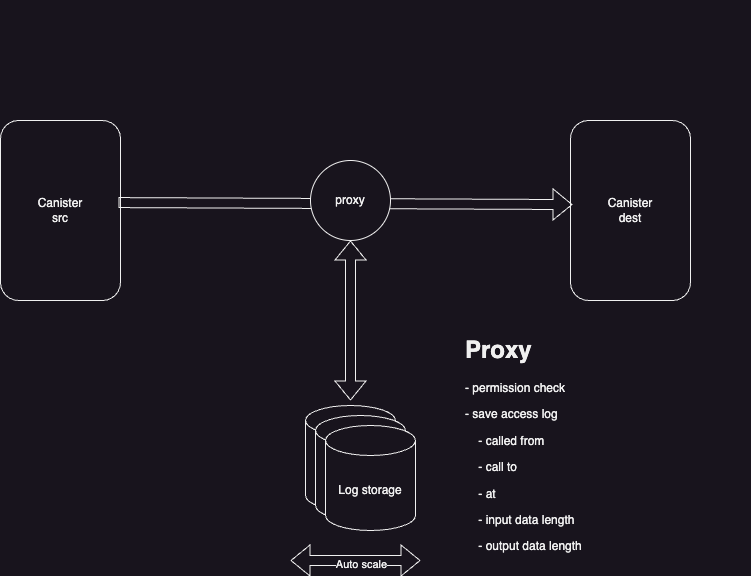 Canister
src
proxy
Canister
dest
Proxy
- permission check
- save access log
- called from
- call to
- at
- input data length
- output data length
Log storage
Auto scale